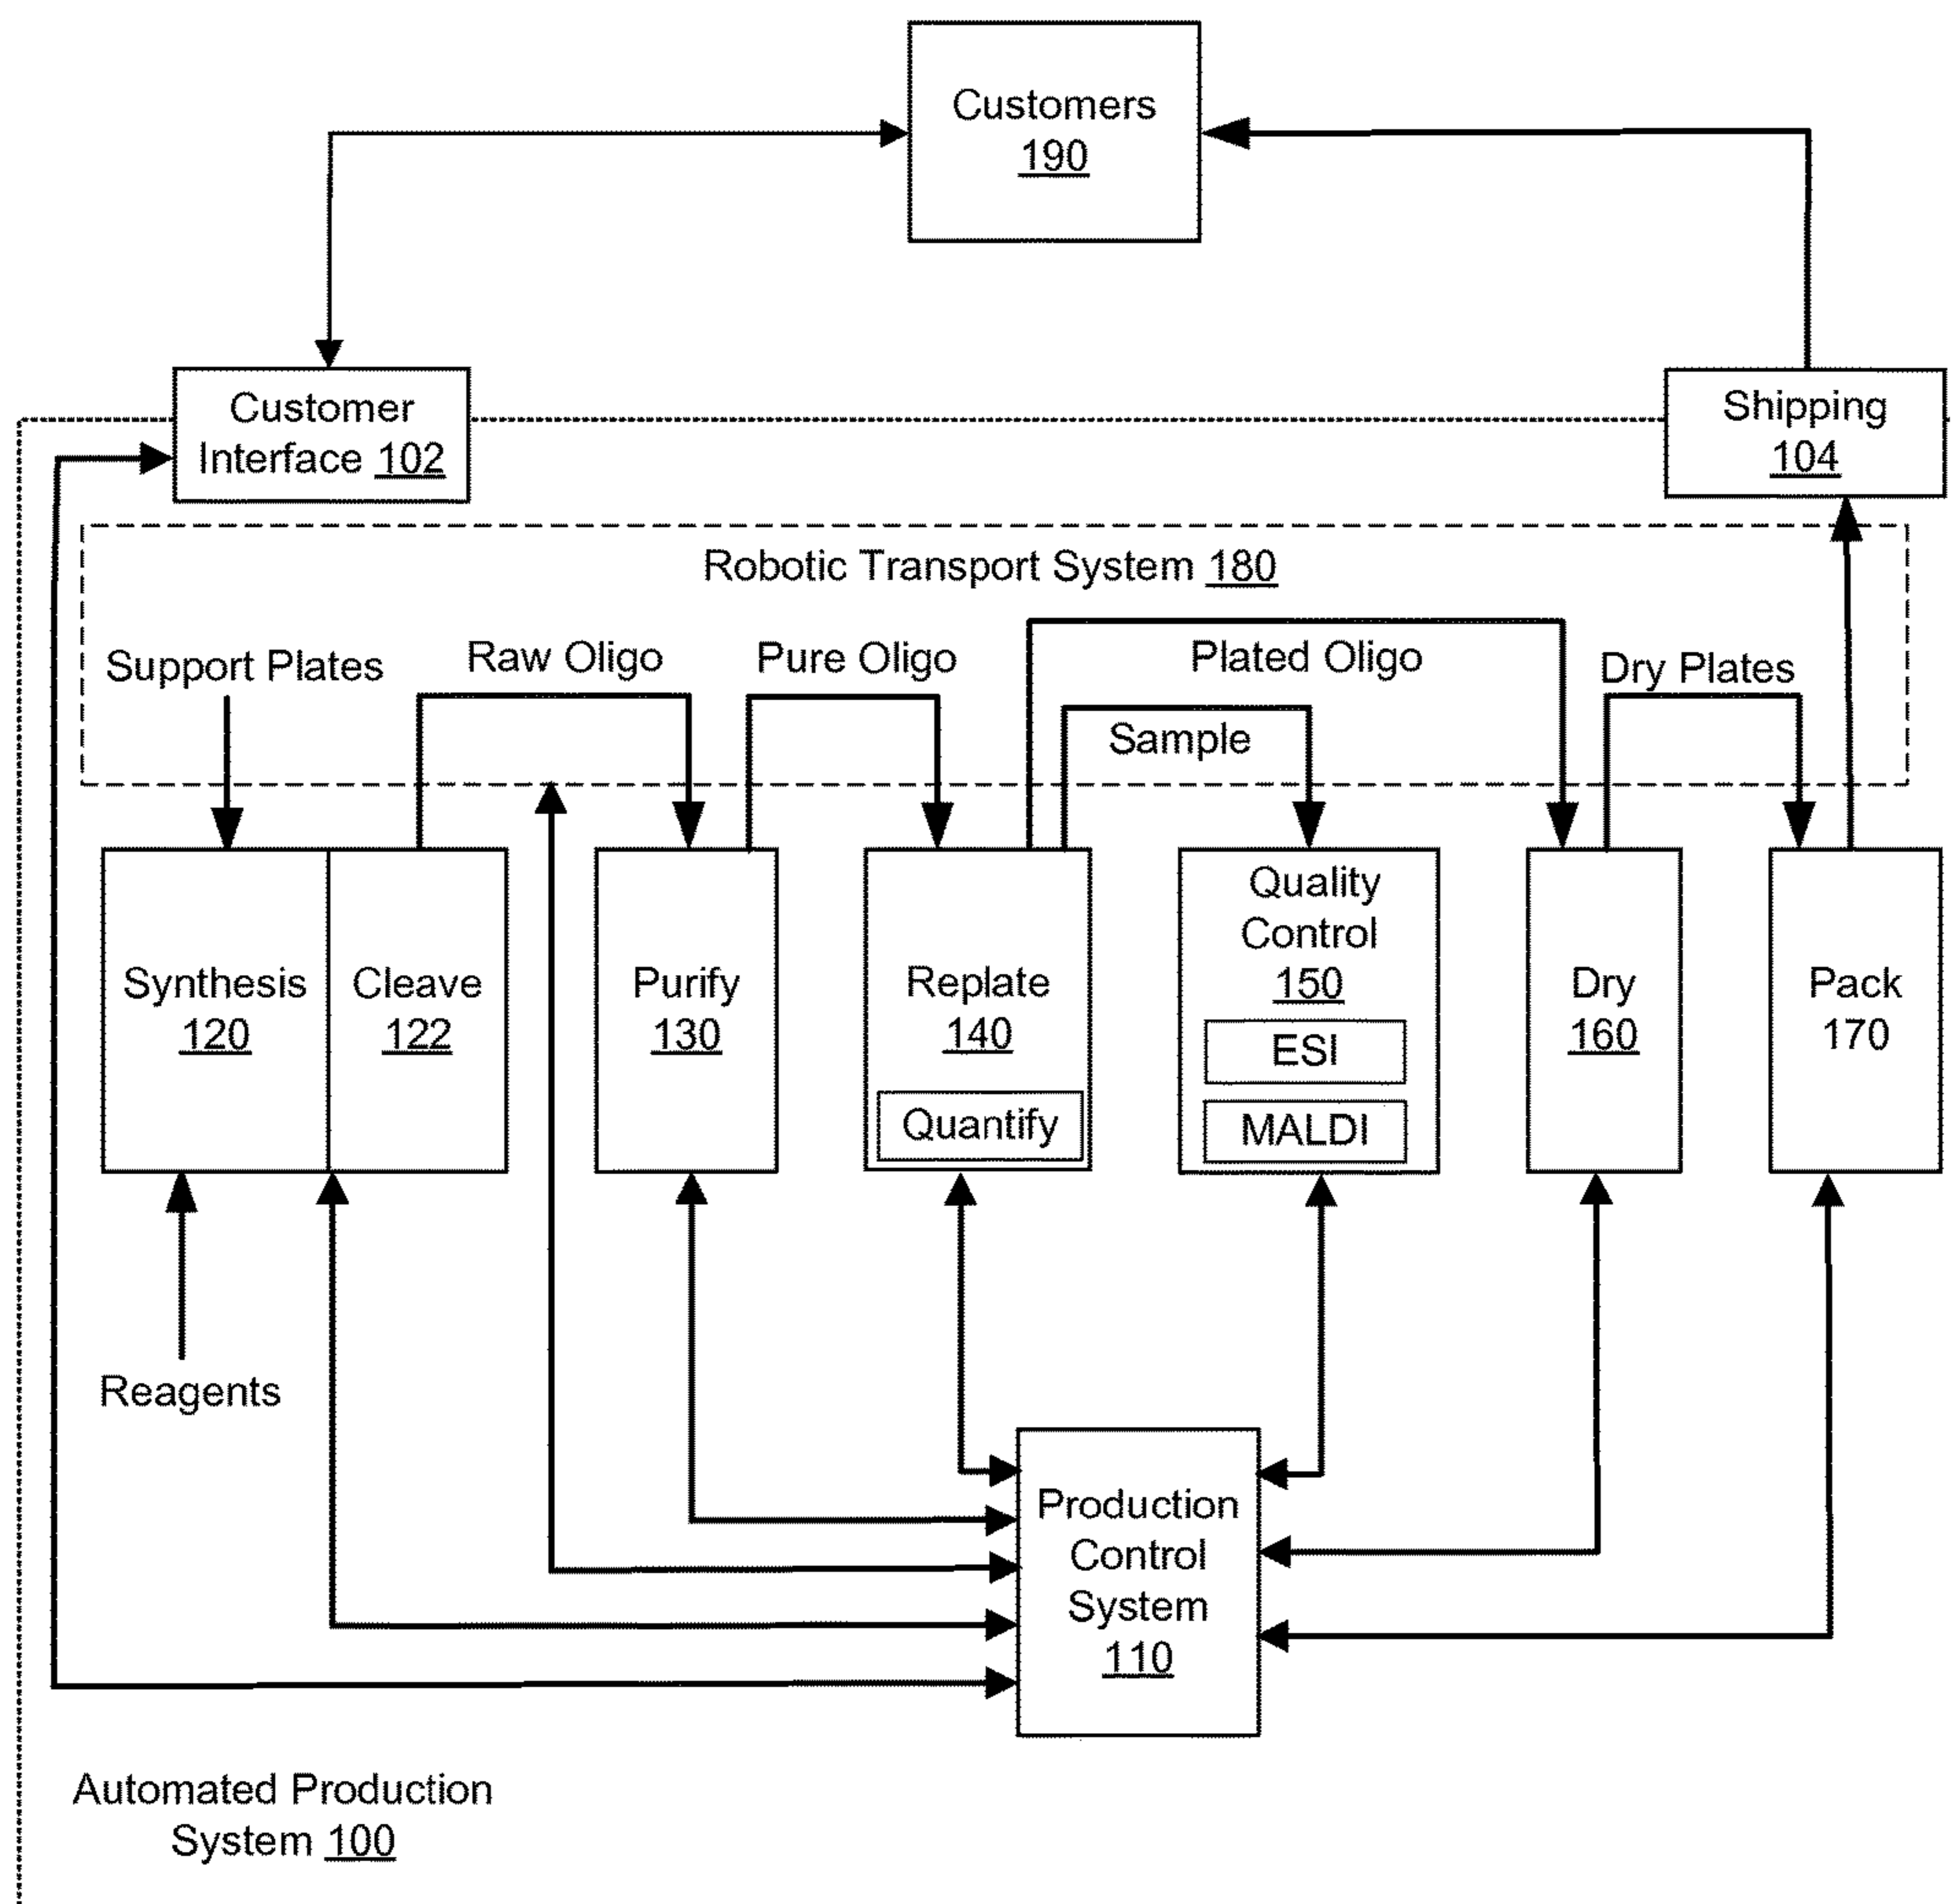 Customers
190
Customer
Interface 102
Shipping
104
Robotic Transport System 180
Support Plates
Raw Oligo
Pure Oligo
Plated Oligo
Sample
Dry Plates
Synthesis
120
Cleave
122
Purify
130
Replate
140
Quantify
Quality
Control
150
ESI
MALDI
Dry
160
Pack
170
Reagents
Production
Control
System
110
Automated Production
System 100